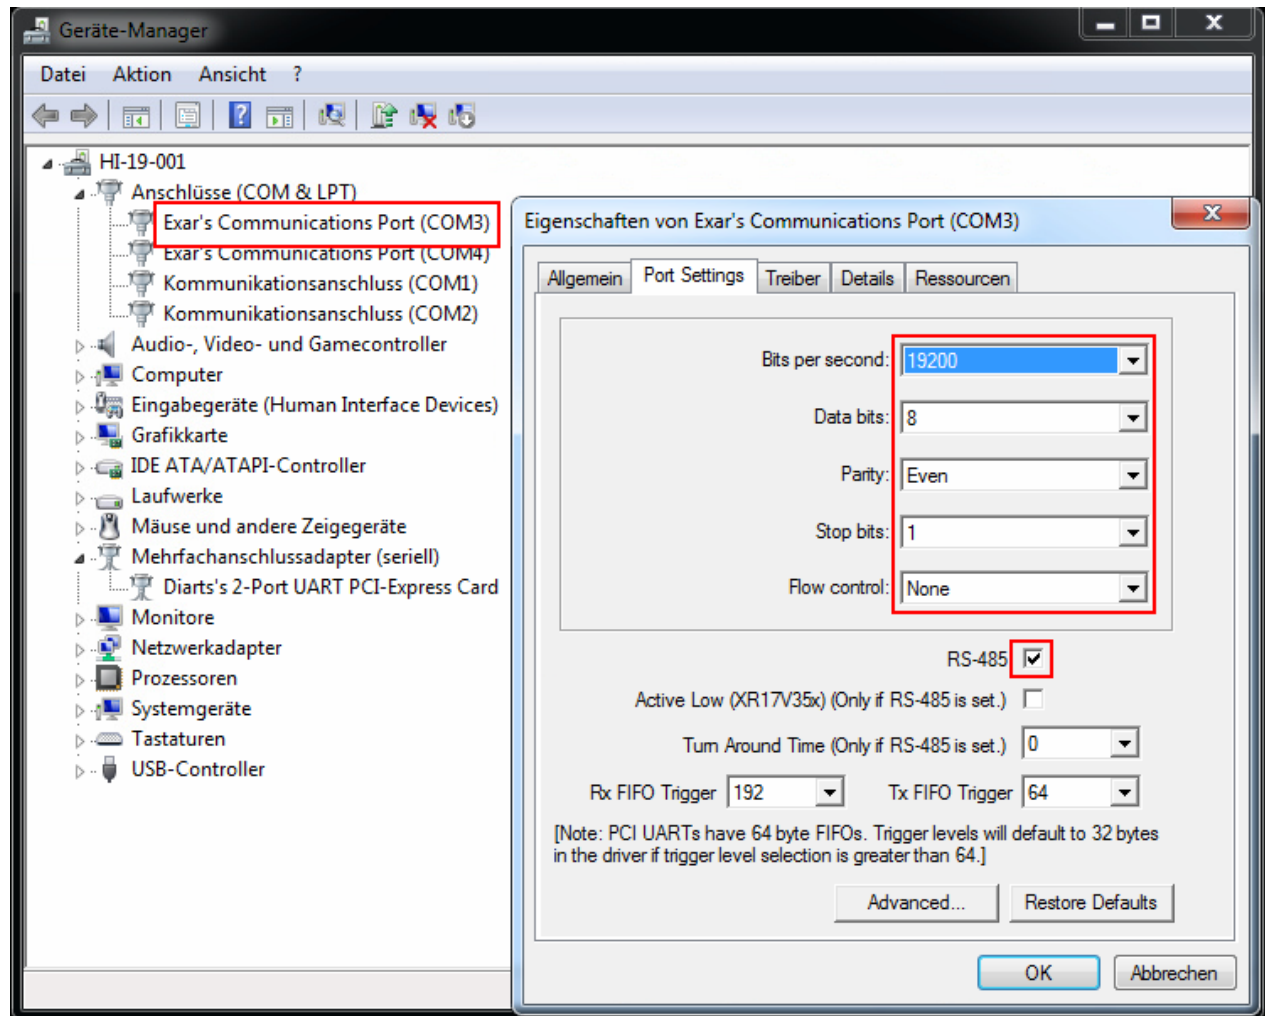 Geräte-Manager
Datei Aktion Ansicht ?
HI-19-001
Anschlüsse (COM & LPT)
Exar's Communications Port (COM3)
Exar's Communications Port (COM4)
Kommunikationsanschluss (COM1)
Kommunikationsanschluss (COM2)
Audio-, Video- und Gamecontroller
Computer
Eingabegeräte (Human Interface Devices)
Grafikkarte
IDE ATA/ATAPI-Controller
Laufwerke
Mäuse und andere Zeigegeräte
Mehrfachanschlussadapter (seriell)
Diarts's 2-Port UART PCI-Express Card
Monitore
Netzwerkadapter
Prozessoren
Systemgeräte
Tastaturen
USB-Controller
Eigenschaften von Exar's Communications Port (COM3)
Allgemein Port Settings Treiber Details Ressourcen
Bits per second: 19200
Data bits: 8
Parity: Even
Stop bits: 1
Flow control: None
RS-485
Active Low (XR17V35x) (Only if RS-485 is set.)
Turn Around Time (Only if RS-485 is set.) 0
Rx FIFO Trigger 192 Tx FIFO Trigger 64
[Note: PCI UARTs have 64 byte FIFOs. Trigger levels will default to 32 bytes
in the driver if trigger level selection is greater than 64.]
Advanced... Restore Defaults
OK Abbrechen